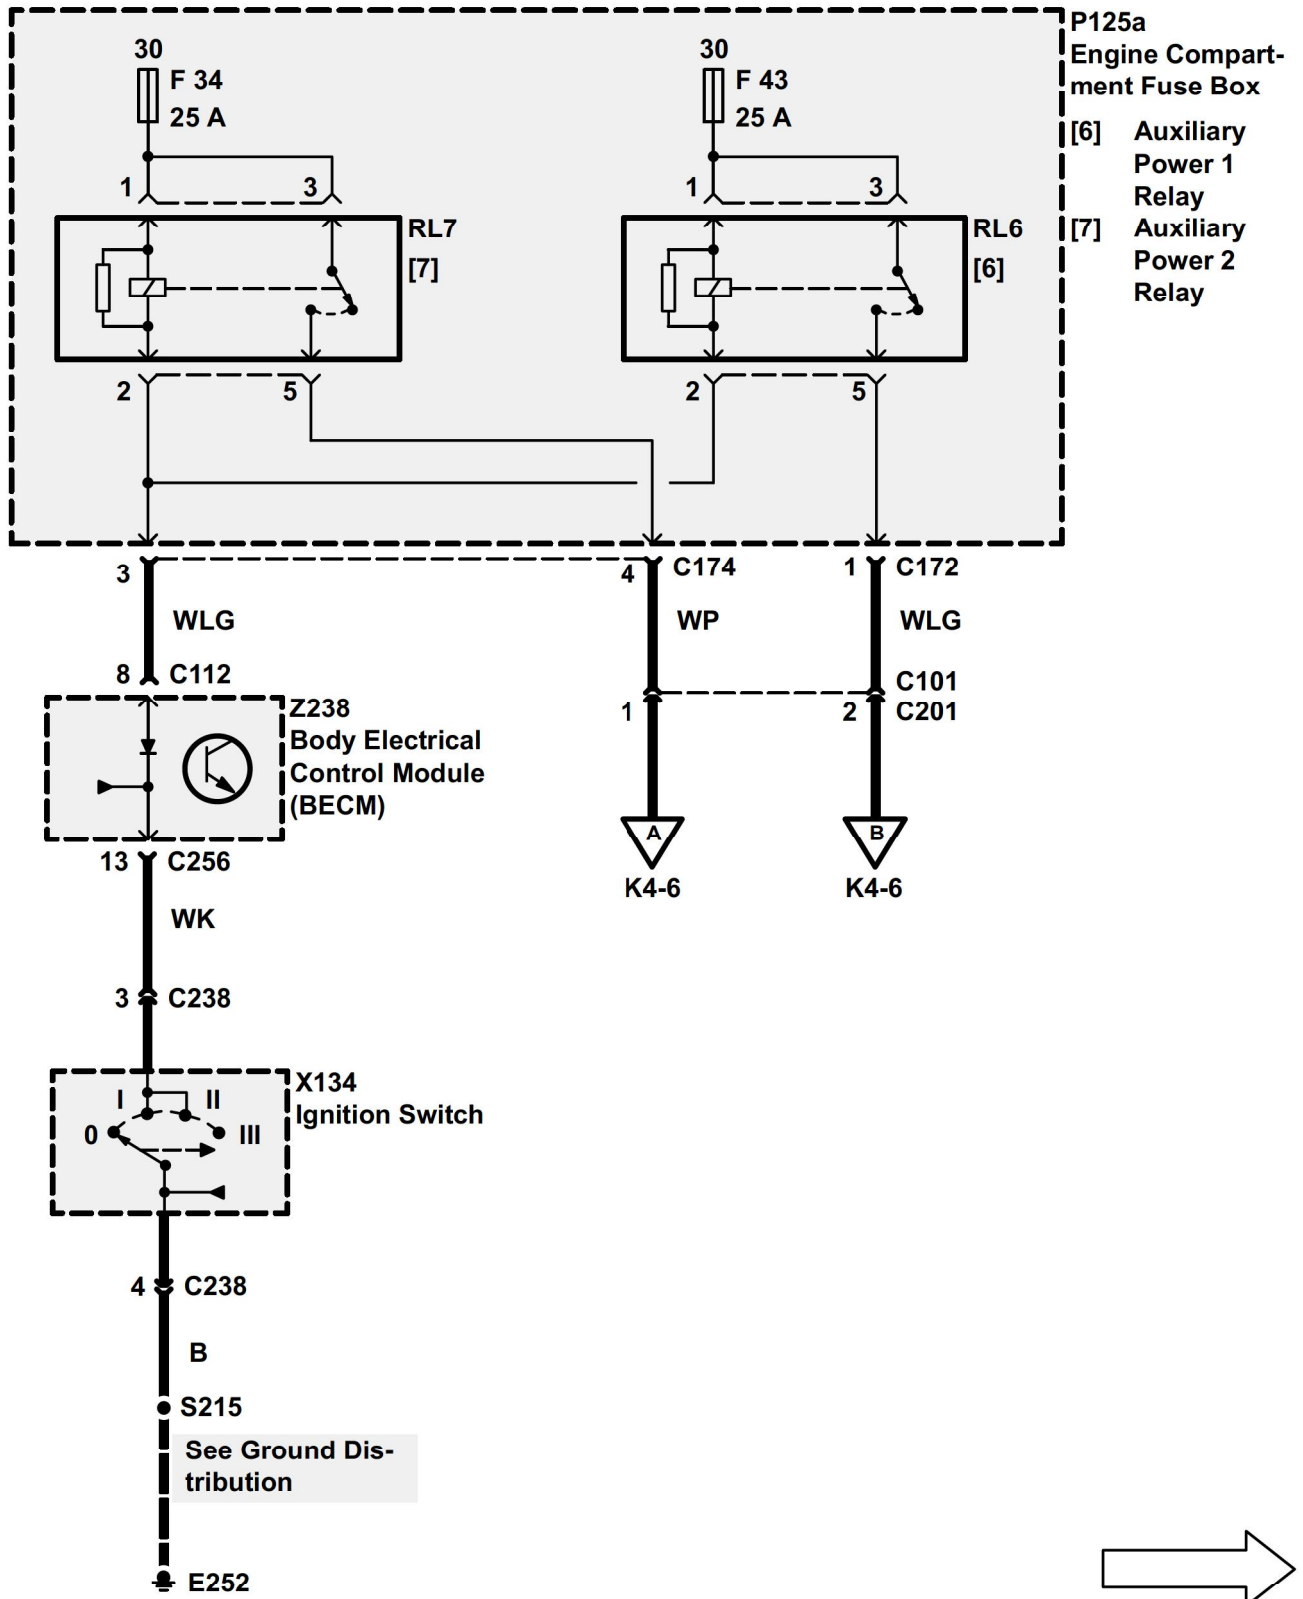 P125a
Engine Compart-
ment Fuse Box
[6] Auxiliary
Power 1
Relay
[7] Auxiliary
Power 2
Relay
30
F 34
25 A
30
F 43
25 A
1 3
1 3
RL7
[7]
RL6
[6]
2 5
2 5
3
4 C174
1 C172
WLG
WP
WLG
8 C112
C101
1
2 C201
Z238
Body Electrical
Control Module
(BECM)
A
B
K4-6
K4-6
13 C256
WK
3 C238
X134
Ignition Switch
I II
0 III
4 C238
B
S215
See Ground Dis-
tribution
E252